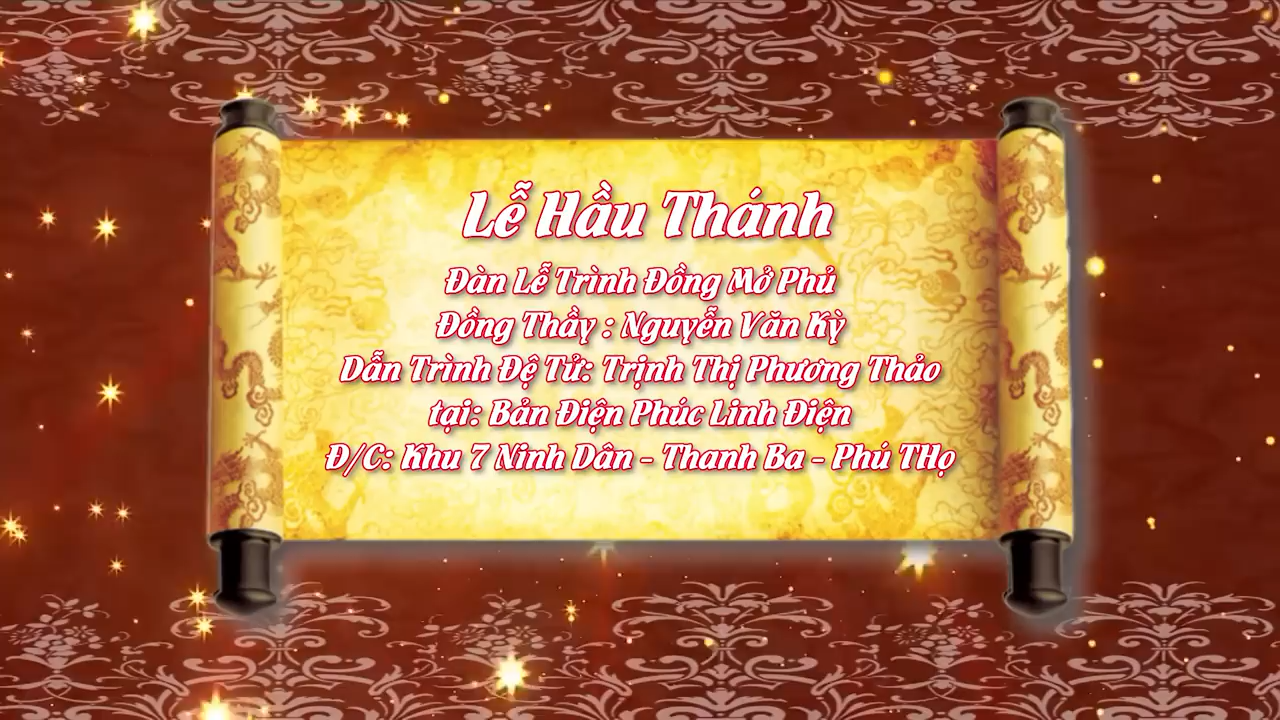 Lễ Hầu Thánh
Đàn Lễ Trình Đồng Mở Phủ
Đồng Thầy : Nguyễn Văn Kỳ
Dẫn Trình Đệ Tử: Trịnh Thị Phương Thảo
tại: Bản Điện Phúc Linh Điện
Đ/C: Khu 7 Ninh Dân - Thanh Ba - Phú THọ